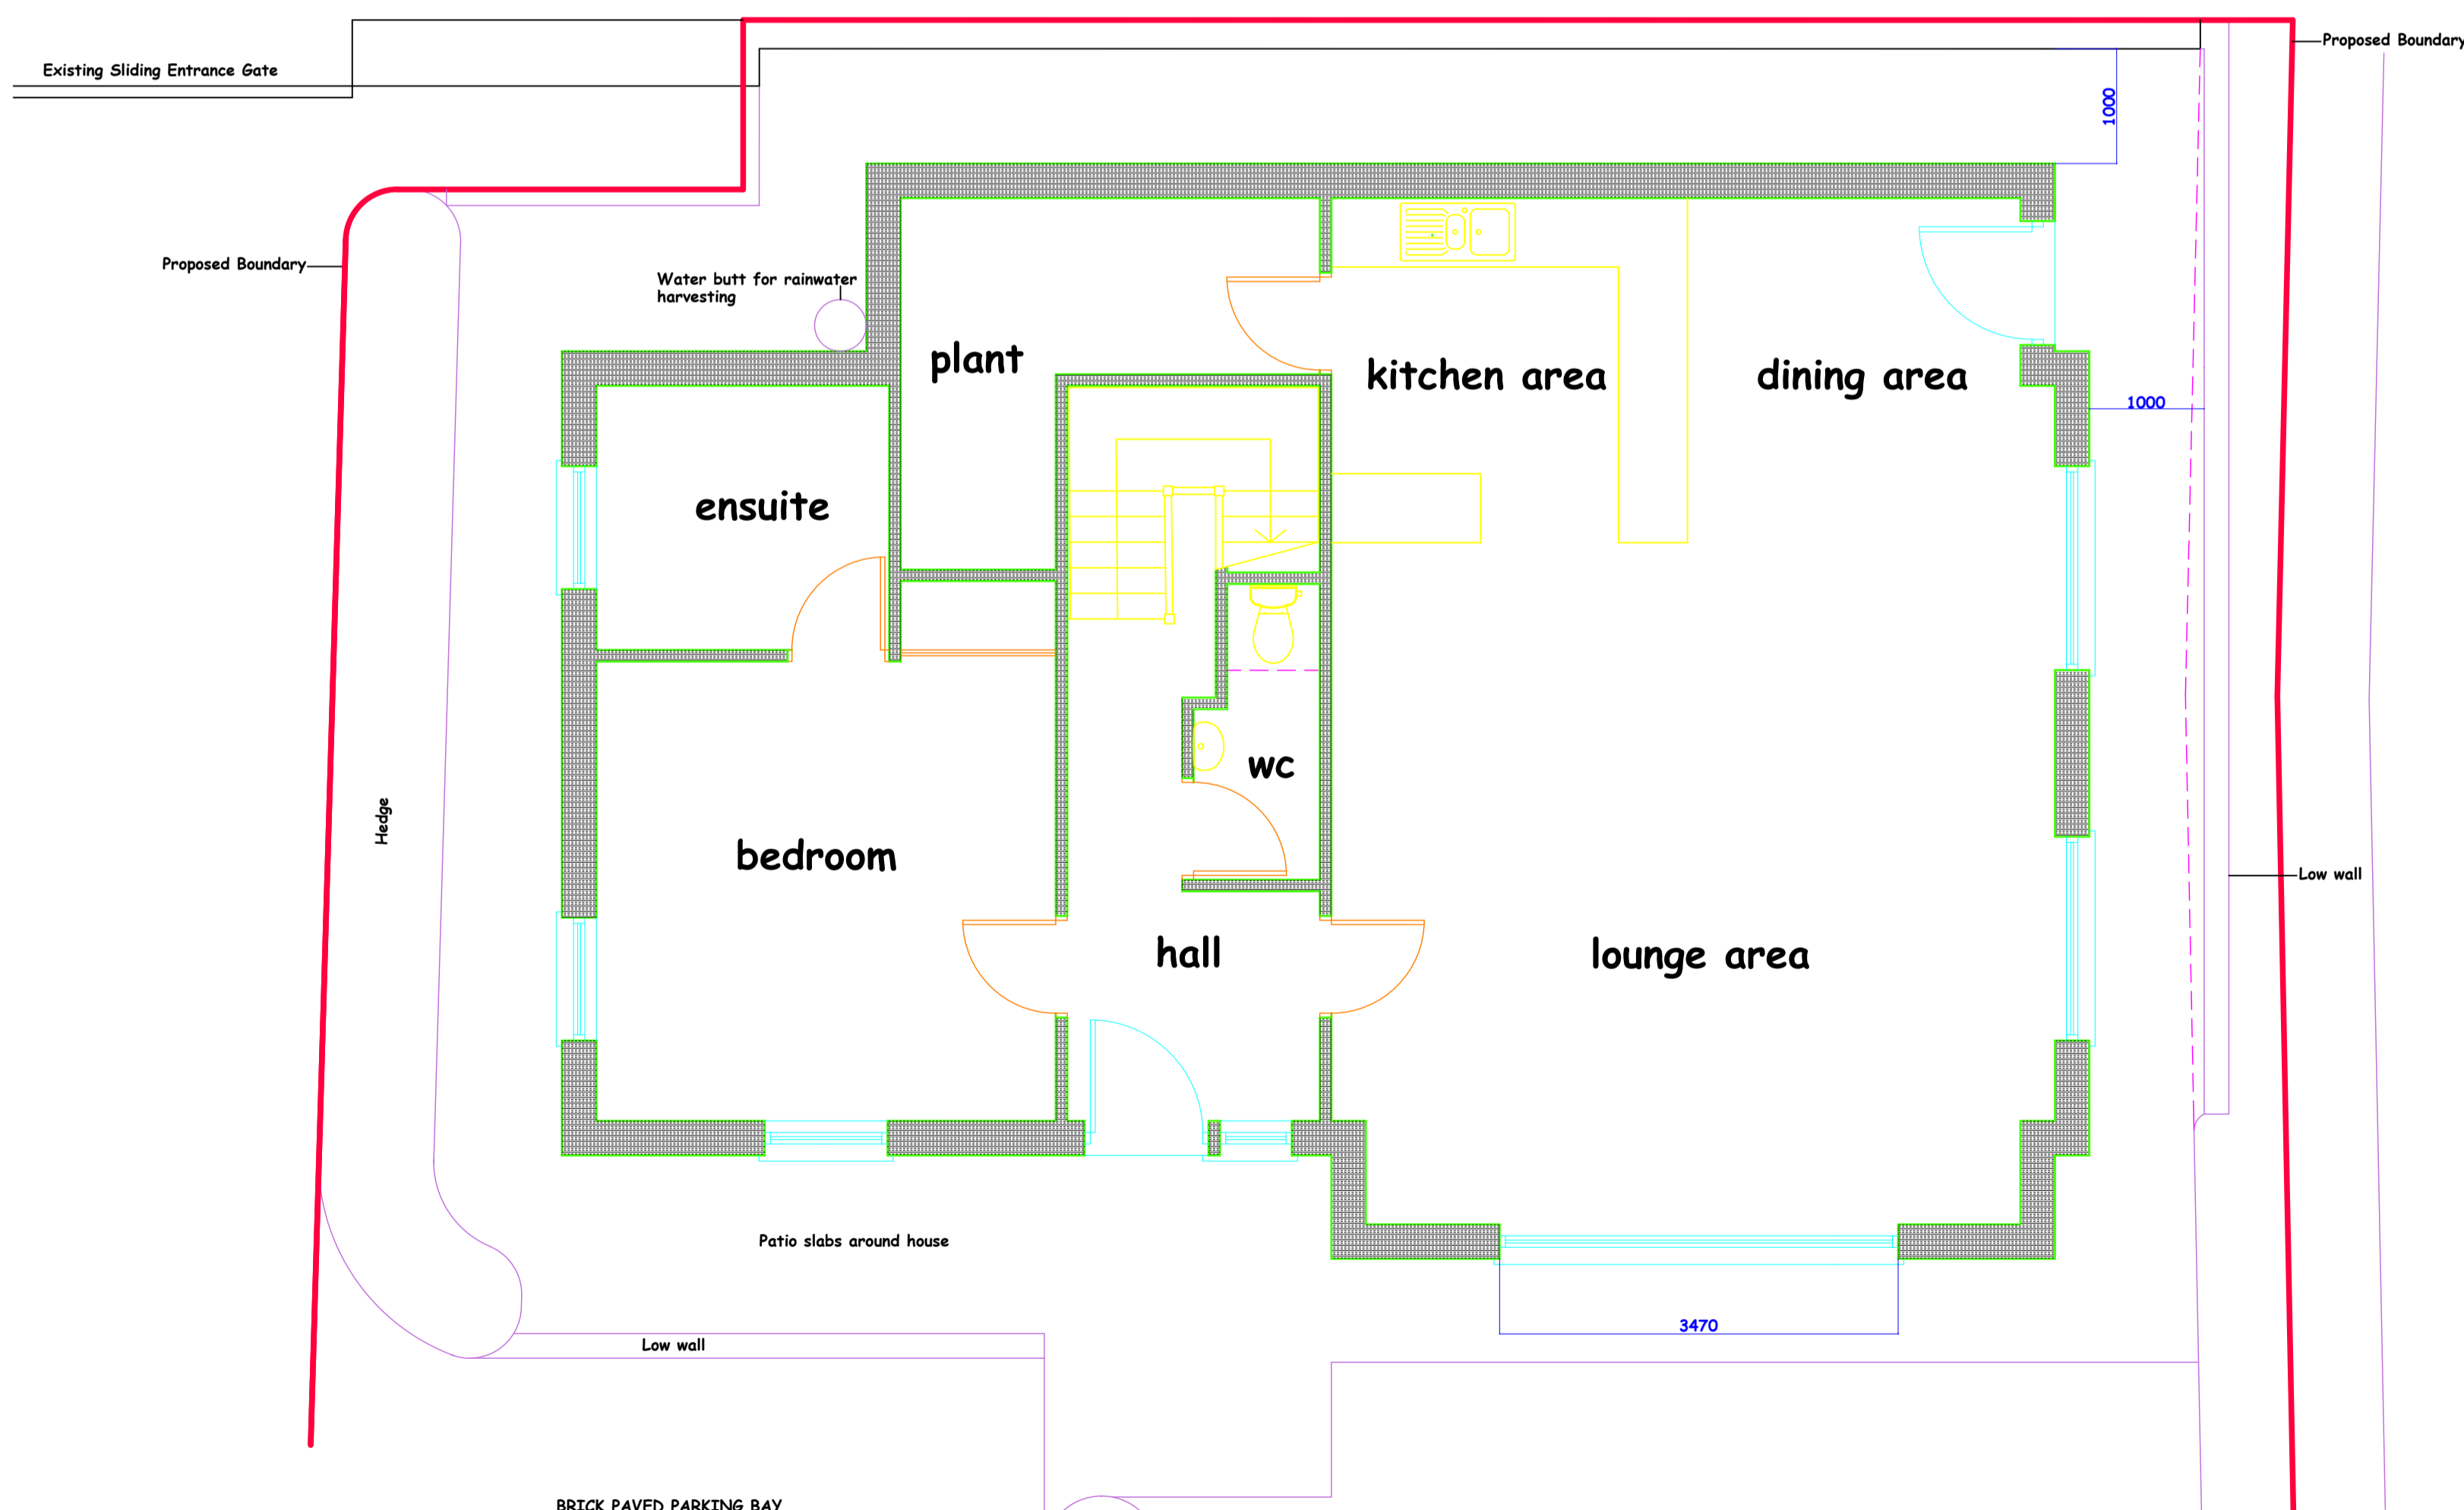 Proposed Boundary
Existing Sliding Entrance Gate
1000
Proposed Boundary
Water butt for rainwater
harvesting
plant
kitchen area
dining area
1000
ensuite
wc
Hedge
bedroom
Low wall
hall
lounge area
Patio slabs around house
3470
Low wall
BRICK PAVED PARKING BAY